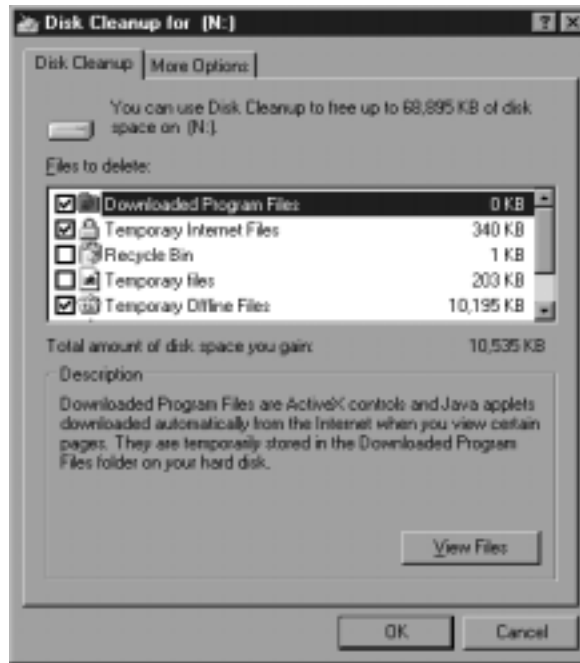 Disk Cleanup for (N:)
Disk Cleanup
More Options
You can use Disk Cleanup to free up to 68,895 KB of disk
space on (N:).
Files to delete:
Downloaded Program Files 0 KB
Temporary Internet Files 340 KB
Recycle Bin 1 KB
Temporary files 203 KB
Temporary Offline Files 10,195 KB
Total amount of disk space you gain: 10,535 KB
Description
Downloaded Program Files are ActiveX controls and Java applets
downloaded automatically from the Internet when you view certain
pages. They are temporarily stored in the Downloaded Program
Files folder on your hard disk.
View Files
OK
Cancel